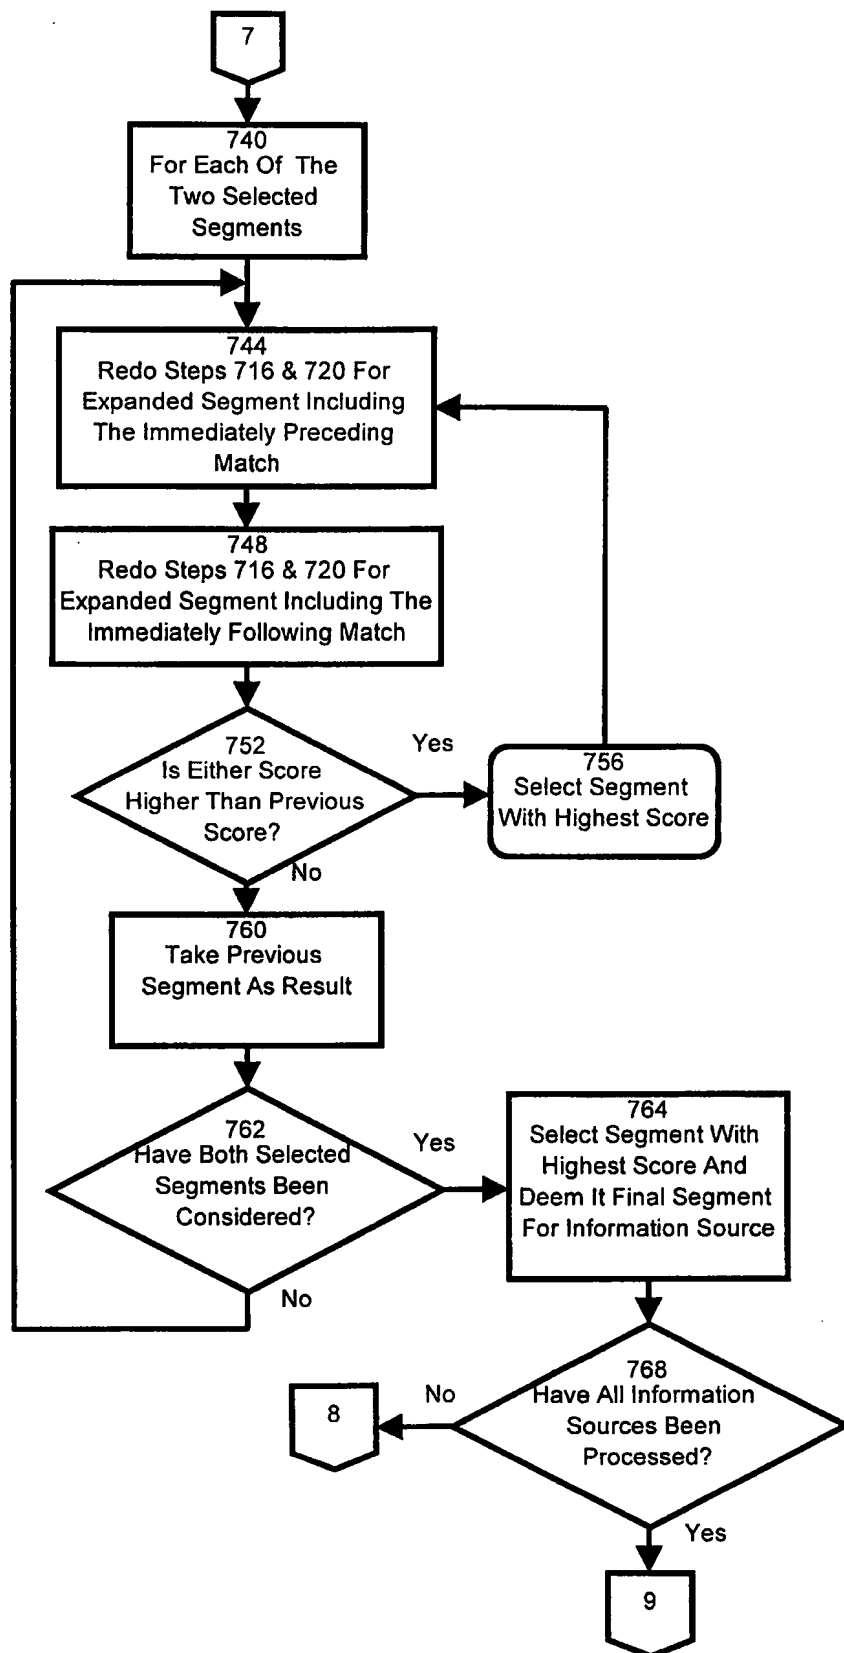 7
740
For Each Of The
Two Selected
Segments
744
Redo Steps 716 & 720 For
Expanded Segment Including
The Immediately Preceding
Match
748
Redo Steps 716 & 720 For
Expanded Segment Including The
Immediately Following Match
752
Is Either Score
Higher Than Previous
Score?
Yes
756
Select Segment
With Highest Score
No
760
Take Previous
Segment As Result
762
Have Both Selected
Segments Been
Considered?
Yes
764
Select Segment With
Highest Score And
Deem It Final Segment
For Information Source
No
768
Have All Information
Sources Been
Processed?
No
8
Yes
9